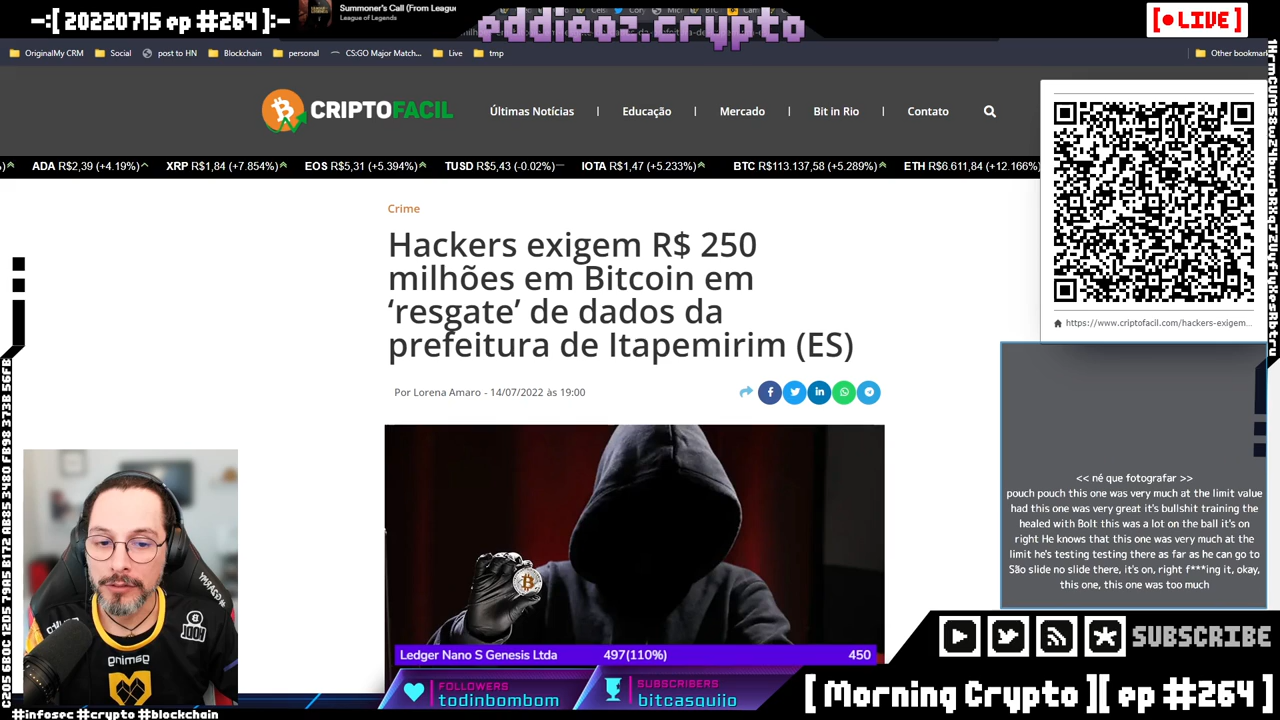 -:[ 20220715 ep #264 ]:-
Summoner's Call (From League
League of Legends
eddieoz.crypto
[•LIVE]
OriginalMy CRM
Social
post to HN
Blockchain
personal
CS:GO Major Match...
Live
tmp
Other bookmar
CRIPTOFACIL
Últimas Notícias | Educação | Mercado | Bit in Rio | Contato
ADA R$2,39 (+4.19%) XRP R$1,84 (+7.854%) EOS R$5,31 (+5.394%) TUSD R$5,43 (-0.02%) IOTA R$1,47 (+5.233%) BTC R$113.137,58 (+5.289%) ETH R$6.611,84 (+12.166%)
Crime
Hackers exigem R$ 250
milhões em Bitcoin em
‘resgate’ de dados da
prefeitura de Itapemirim (ES)
Por Lorena Amaro - 14/07/2022 às 19:00
https://www.criptofacil.com/hackers-exigem...
<< né que fotografar >>
pouch pouch this one was very much at the limit value
had this one was very great it's bullshit training the
healed with Bolt this was a lot on the ball it's on
right He knows that this one was very much at the
limit he's testing testing there as far as he can go to
São slide no slide there, it's on, right f***ing it, okay,
this one, this one was too much
Ledger Nano S Genesis Ltda 497(110%) 450
FOLLOWERS
todinbombom
SUBSCRIBERS
bitcasquijo
SUBSCRIBE
[ Morning Crypto ][ ep #264 ]
#infosec #crypto #blockchain